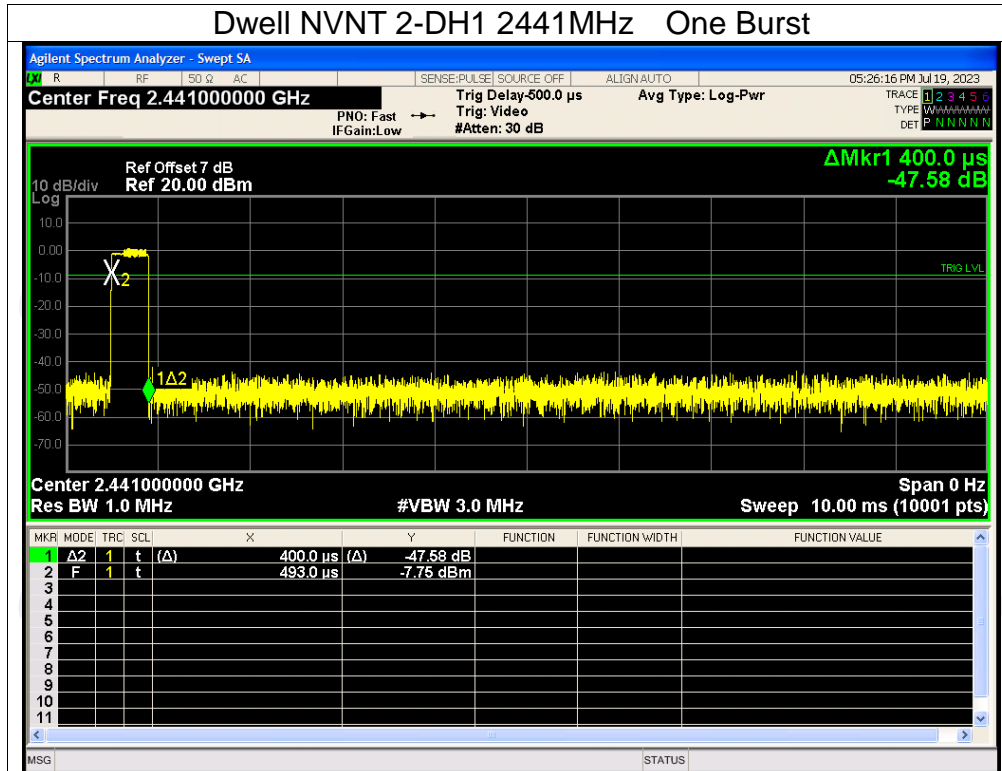 Dwell NVNT 2-DH1 2441MHz One Burst
Agilent Spectrum Analyzer - Swept SA
LXI R RF 50 Ω AC SENSE:PULSE SOURCE OFF ALIGN AUTO 05:26:16 PM Jul 19, 2023
Center Freq 2.441000000 GHz
PNO: Fast
IFGain:Low
Trig Delay-500.0 µs
Trig: Video
#Atten: 30 dB
Avg Type: Log-Pwr
TRACE 1 2 3 4 5 6
TYPE W
DET P N N N N N
ΔMkr1 400.0 µs
-47.58 dB
Ref Offset 7 dB
10 dB/div Ref 20.00 dBm
Log
10.0
0.00
-10.0
-20.0
-30.0
-40.0
-50.0
-60.0
-70.0
2
TRIG LVL
1Δ2
Center 2.441000000 GHz Span 0 Hz
Res BW 1.0 MHz #VBW 3.0 MHz Sweep 10.00 ms (10001 pts)
MKR MODE TRC SCL X Y FUNCTION FUNCTION WIDTH FUNCTION VALUE
1 Δ2 1 t (Δ) 400.0 µs (Δ) -47.58 dB
2 F 1 t 493.0 µs -7.75 dBm
3
4
5
6
7
8
9
10
11
MSG STATUS